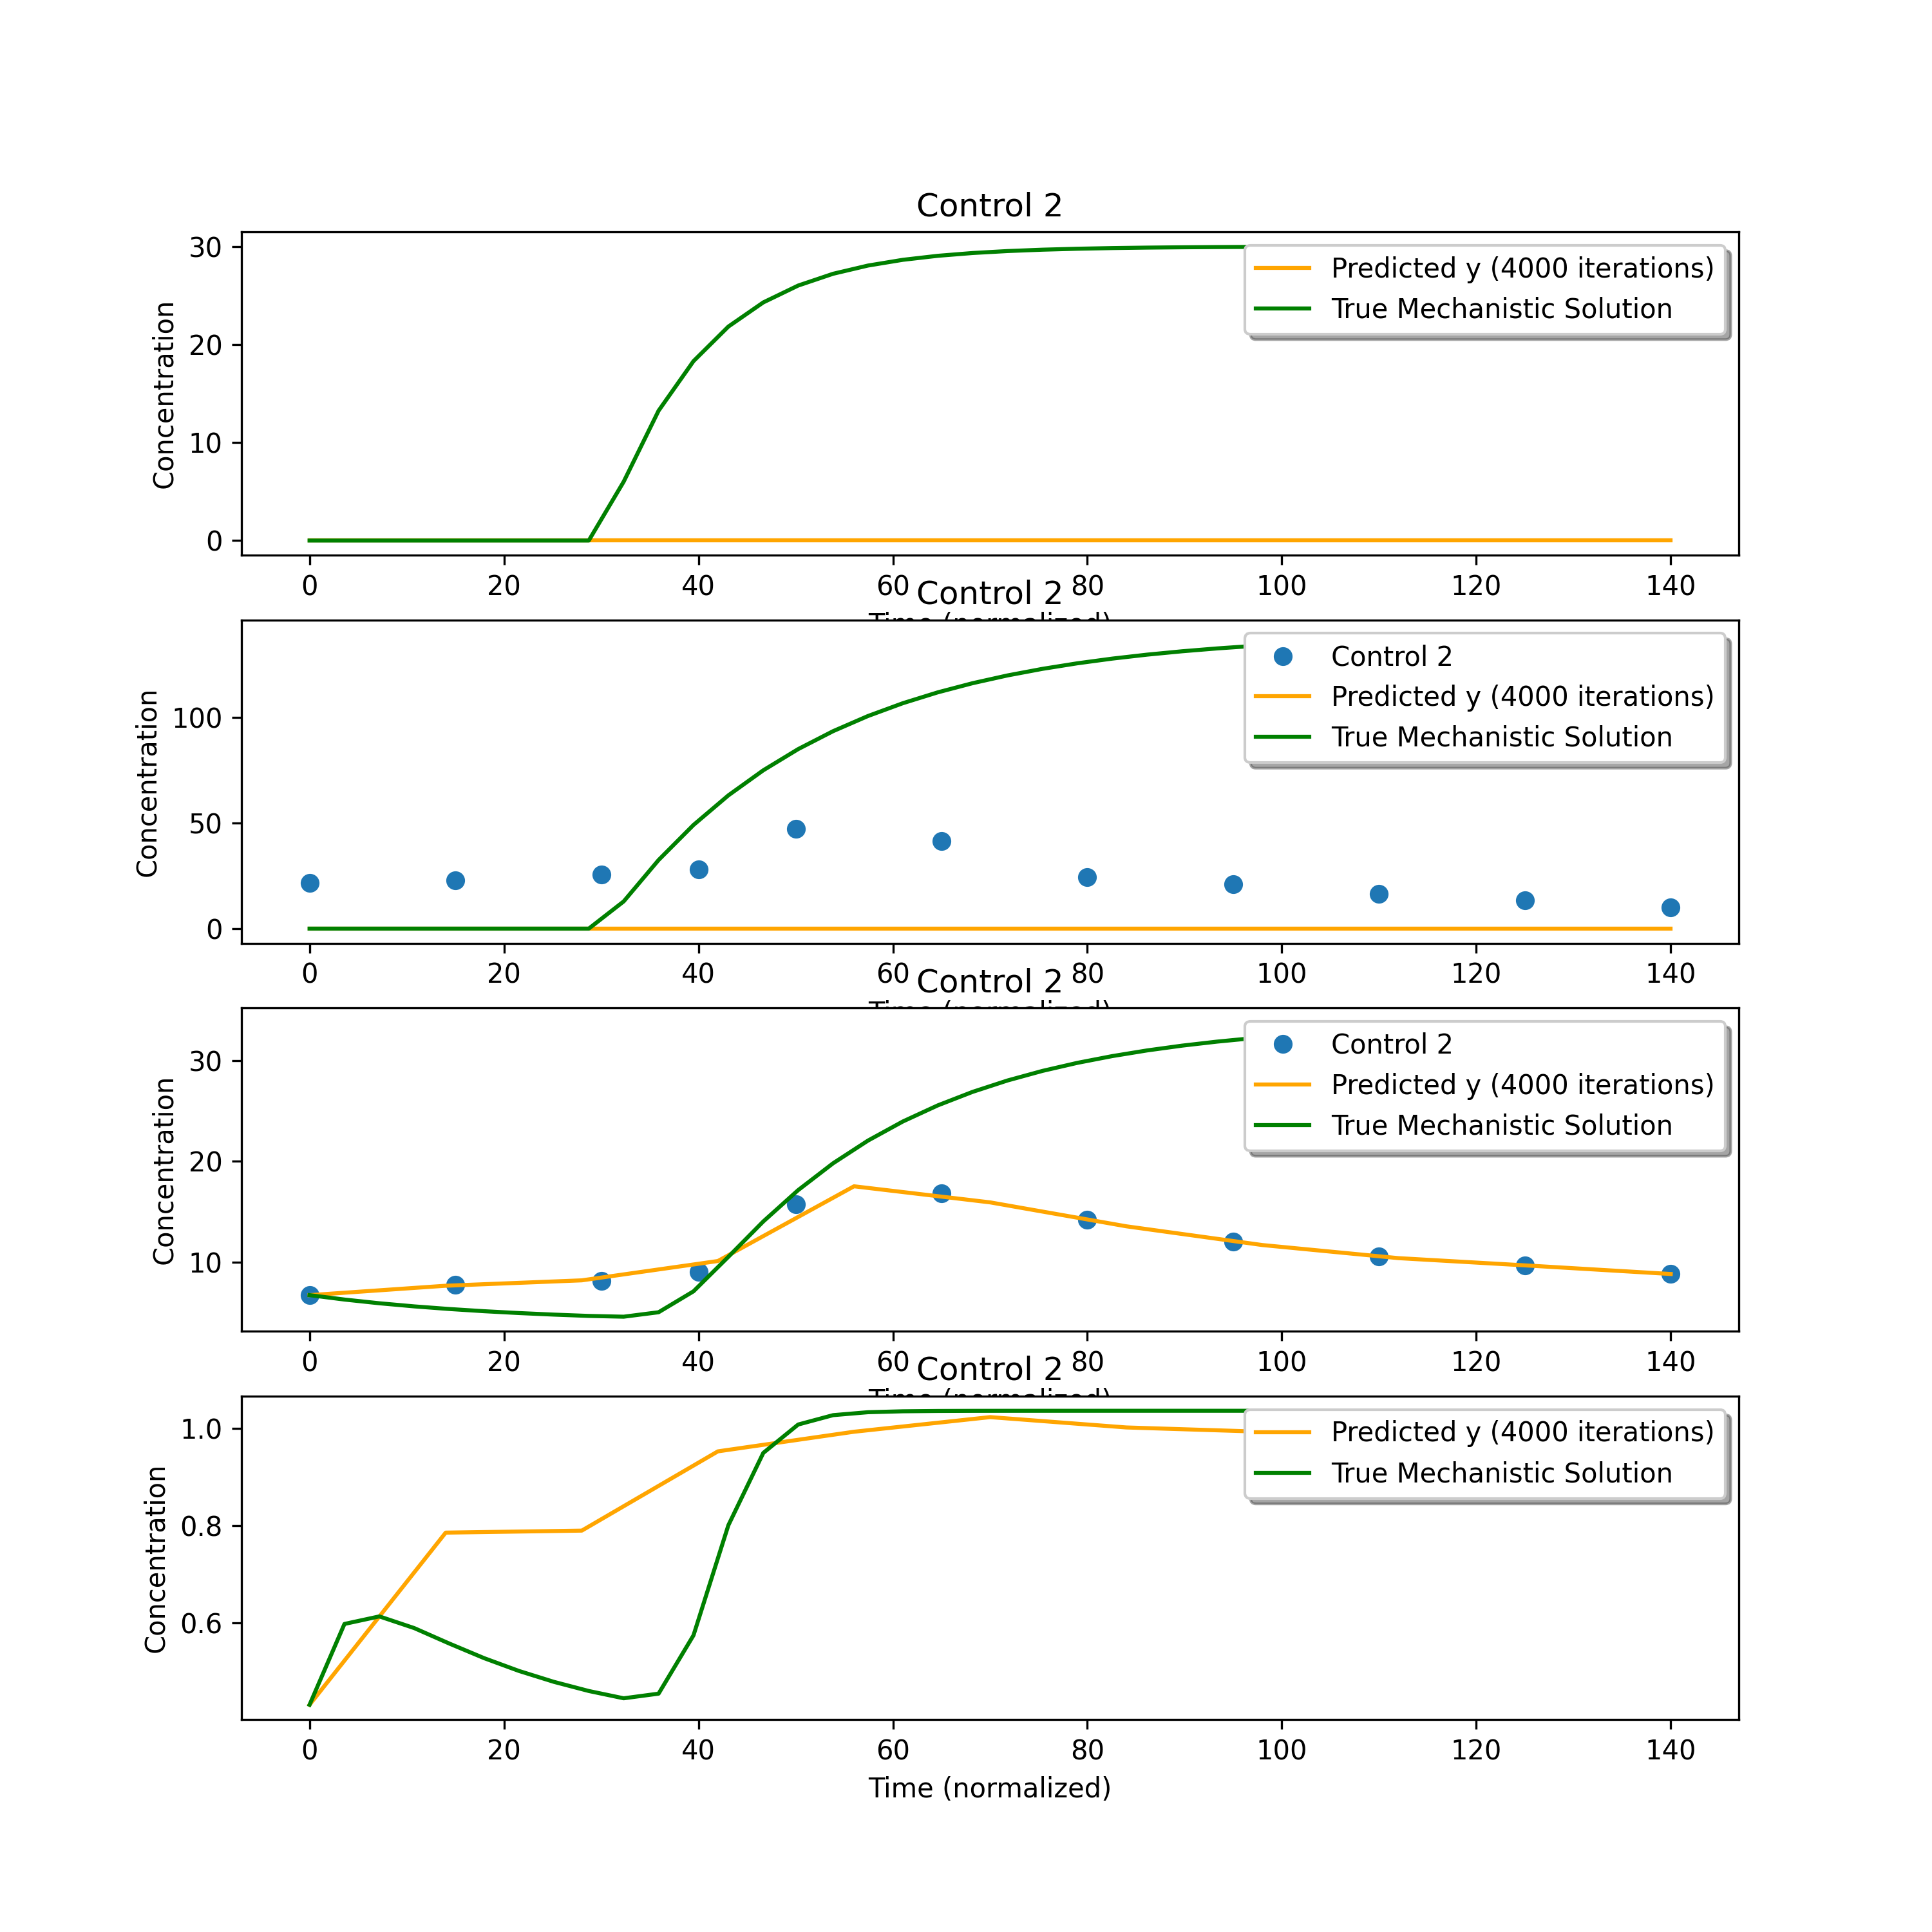 Control 2
30
20
10
0
Concentration
Predicted y (4000 iterations)
True Mechanistic Solution
0 20 40 60 80 100 120 140
Control 2
100
50
0
Concentration
Control 2
Predicted y (4000 iterations)
True Mechanistic Solution
0 20 40 60 80 100 120 140
Control 2
30
20
10
Concentration
Control 2
Predicted y (4000 iterations)
True Mechanistic Solution
0 20 40 60 80 100 120 140
Control 2
1.0
0.8
0.6
Concentration
Predicted y (4000 iterations)
True Mechanistic Solution
0 20 40 60 80 100 120 140
Time (normalized)